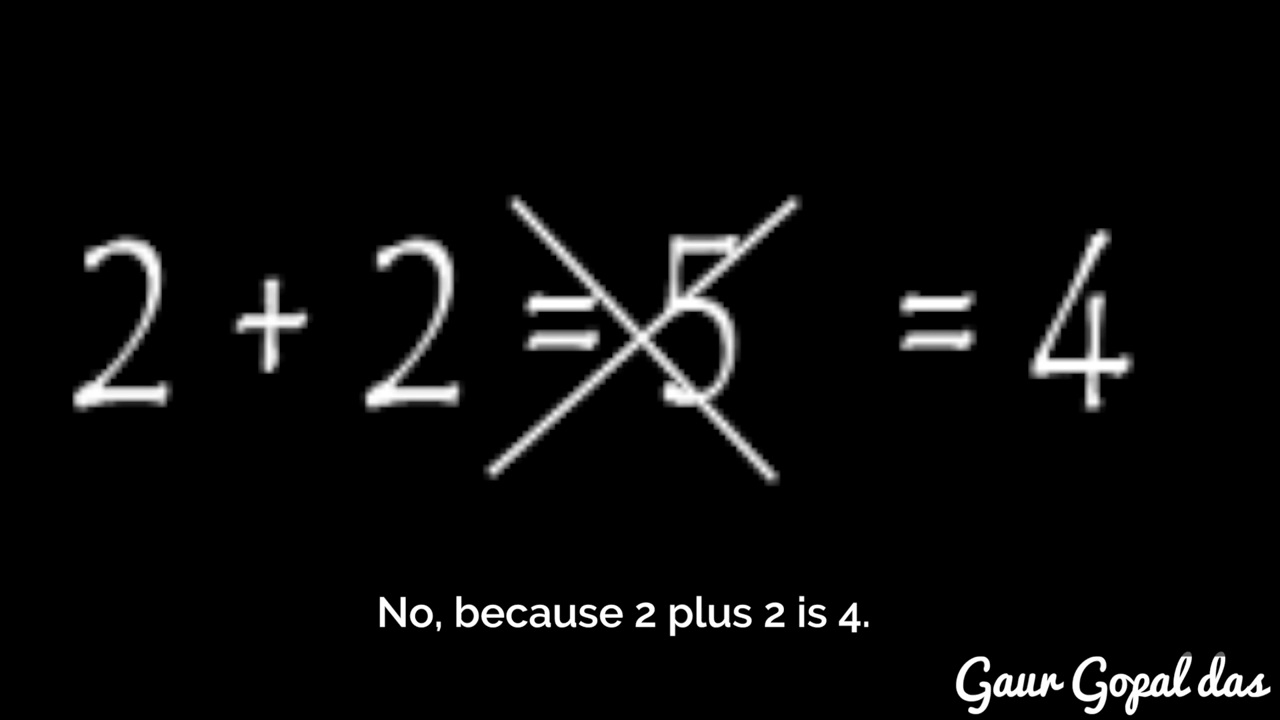 2 + 2 = 5 = 4
No, because 2 plus 2 is 4.
Gaur Gopal das